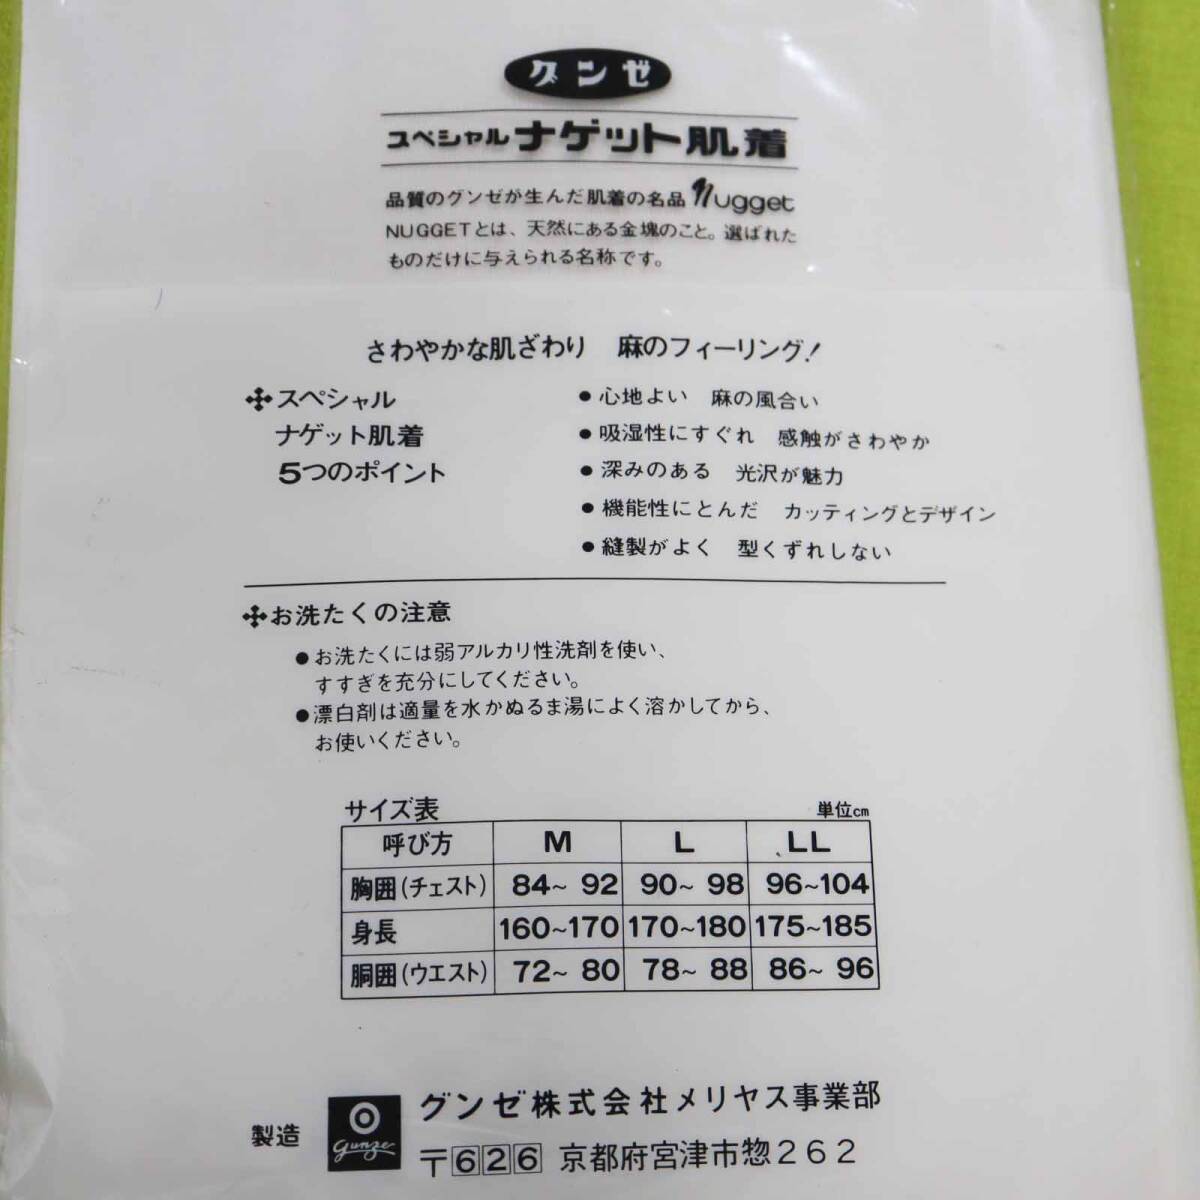 グンゼ
スペシャルナゲット肌着
品質のグンゼが生んだ肌着の名品 Nugget
NUGGETとは、天然にある金塊のこと。選ばれた
ものだけに与えられる名称です。
さわやかな肌ざわり 麻のフィーリング!
✣スペシャル
ナゲット肌着
5つのポイント
●心地よい 麻の風合い
●吸湿性にすぐれ 感触がさわやか
●深みのある 光沢が魅力
●機能性にとんだ カッティングとデザイン
●縫製がよく 型くずれしない
✣お洗たくの注意
●お洗たくには弱アルカリ性洗剤を使い、
すすぎを充分にしてください。
●漂白剤は適量を水かぬるま湯によく溶かしてから、
お使いください。
サイズ表 単位cm
呼び方 M L LL
胸囲(チェスト) 84~92 90~98 96~104
身長 160~170 170~180 175~185
胴囲(ウエスト) 72~80 78~88 86~96
製造 gunze グンゼ株式会社メリヤス事業部
〒626 京都府宮津市惣262